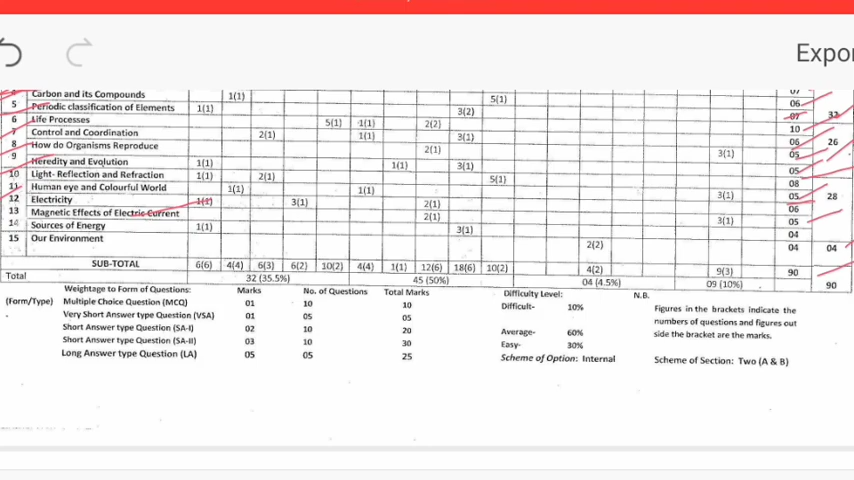 Expor
Carbon and its Compounds 1(1) 5(1) 07
5 Periodic classification of Elements 1(1) 3(2) 06
6 Life Processes 5(1) 1(1) 2(2) 07 32
7 Control and Coordination 2(1) 1(1) 3(1) 10
8 How do Organisms Reproduce 2(1) 3(1) 06 26
9 Heredity and Evolution 1(1) 1(1) 3(1) 05
10 Light- Reflection and Refraction 1(1) 2(1) 5(1) 05
11 Human eye and Colourful World 1(1) 1(1) 3(1) 08
12 Electricity 1(1) 3(1) 2(1) 05 28
13 Magnetic Effects of Electric Current 2(1) 3(1) 06
14 Sources of Energy 1(1) 3(1) 05
15 Our Environment 2(2) 04
04 04
SUB-TOTAL 6(6) 4(4) 6(3) 6(2) 10(2) 4(4) 1(1) 12(6) 18(6) 10(2) 4(2) 9(3) 90
Total 32 (35.5%) 45 (50%) 04 (4.5%) 09 (10%) 90
Weightage to Form of Questions: Marks No. of Questions Total Marks Difficulty Level: N.B.
(Form/Type) Multiple Choice Question (MCQ) 01 10 10 Difficult- 10% Figures in the brackets indicate the
Very Short Answer type Question (VSA) 01 05 05 numbers of questions and figures out
Short Answer type Question (SA-I) 02 10 20 Average- 60% side the bracket are the marks.
Short Answer type Question (SA-II) 03 10 30 Easy- 30%
Long Answer type Question (LA) 05 05 25 Scheme of Option: Internal Scheme of Section: Two (A & B)